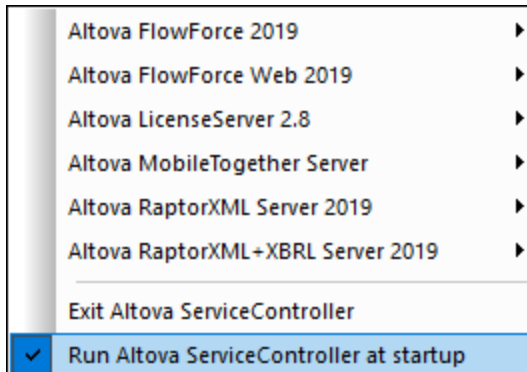 Altova FlowForce 2019
Altova FlowForce Web 2019
Altova LicenseServer 2.8
Altova MobileTogether Server
Altova RaptorXML Server 2019
Altova RaptorXML+XBRL Server 2019
Exit Altova ServiceController
Run Altova ServiceController at startup